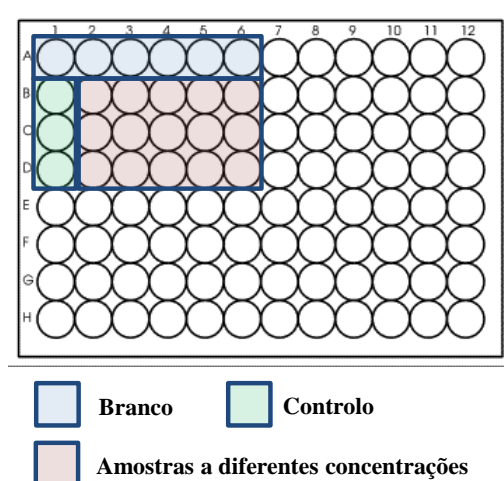 1 2 3 4 5 6 7 8 9 10 11 12
A
B
C
D
E
F
G
H
Branco Controlo
Amostras a diferentes concentrações